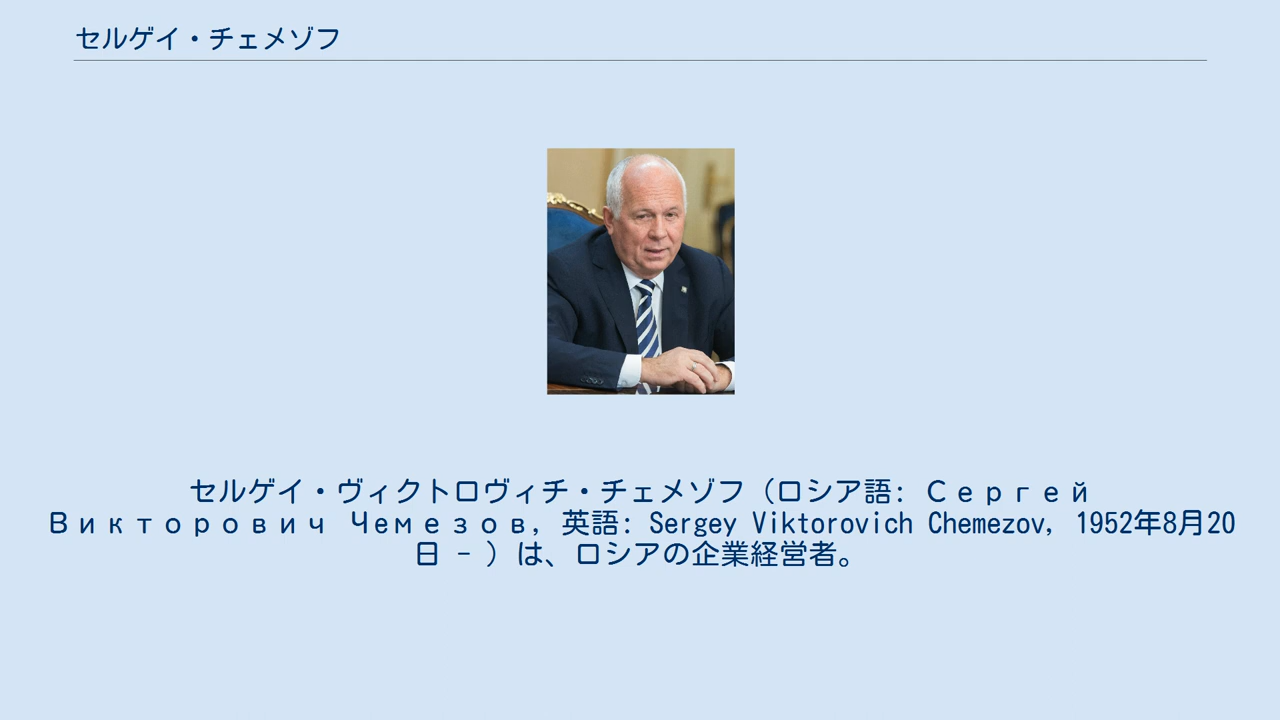 セルゲイ・チェメゾフ
セルゲイ・ヴィクトロヴィチ・チェメゾフ（ロシア語: Сергей
Викторович Чемезов, 英語: Sergey Viktorovich Chemezov, 1952年8月20
日 - ）は、ロシアの企業経営者。